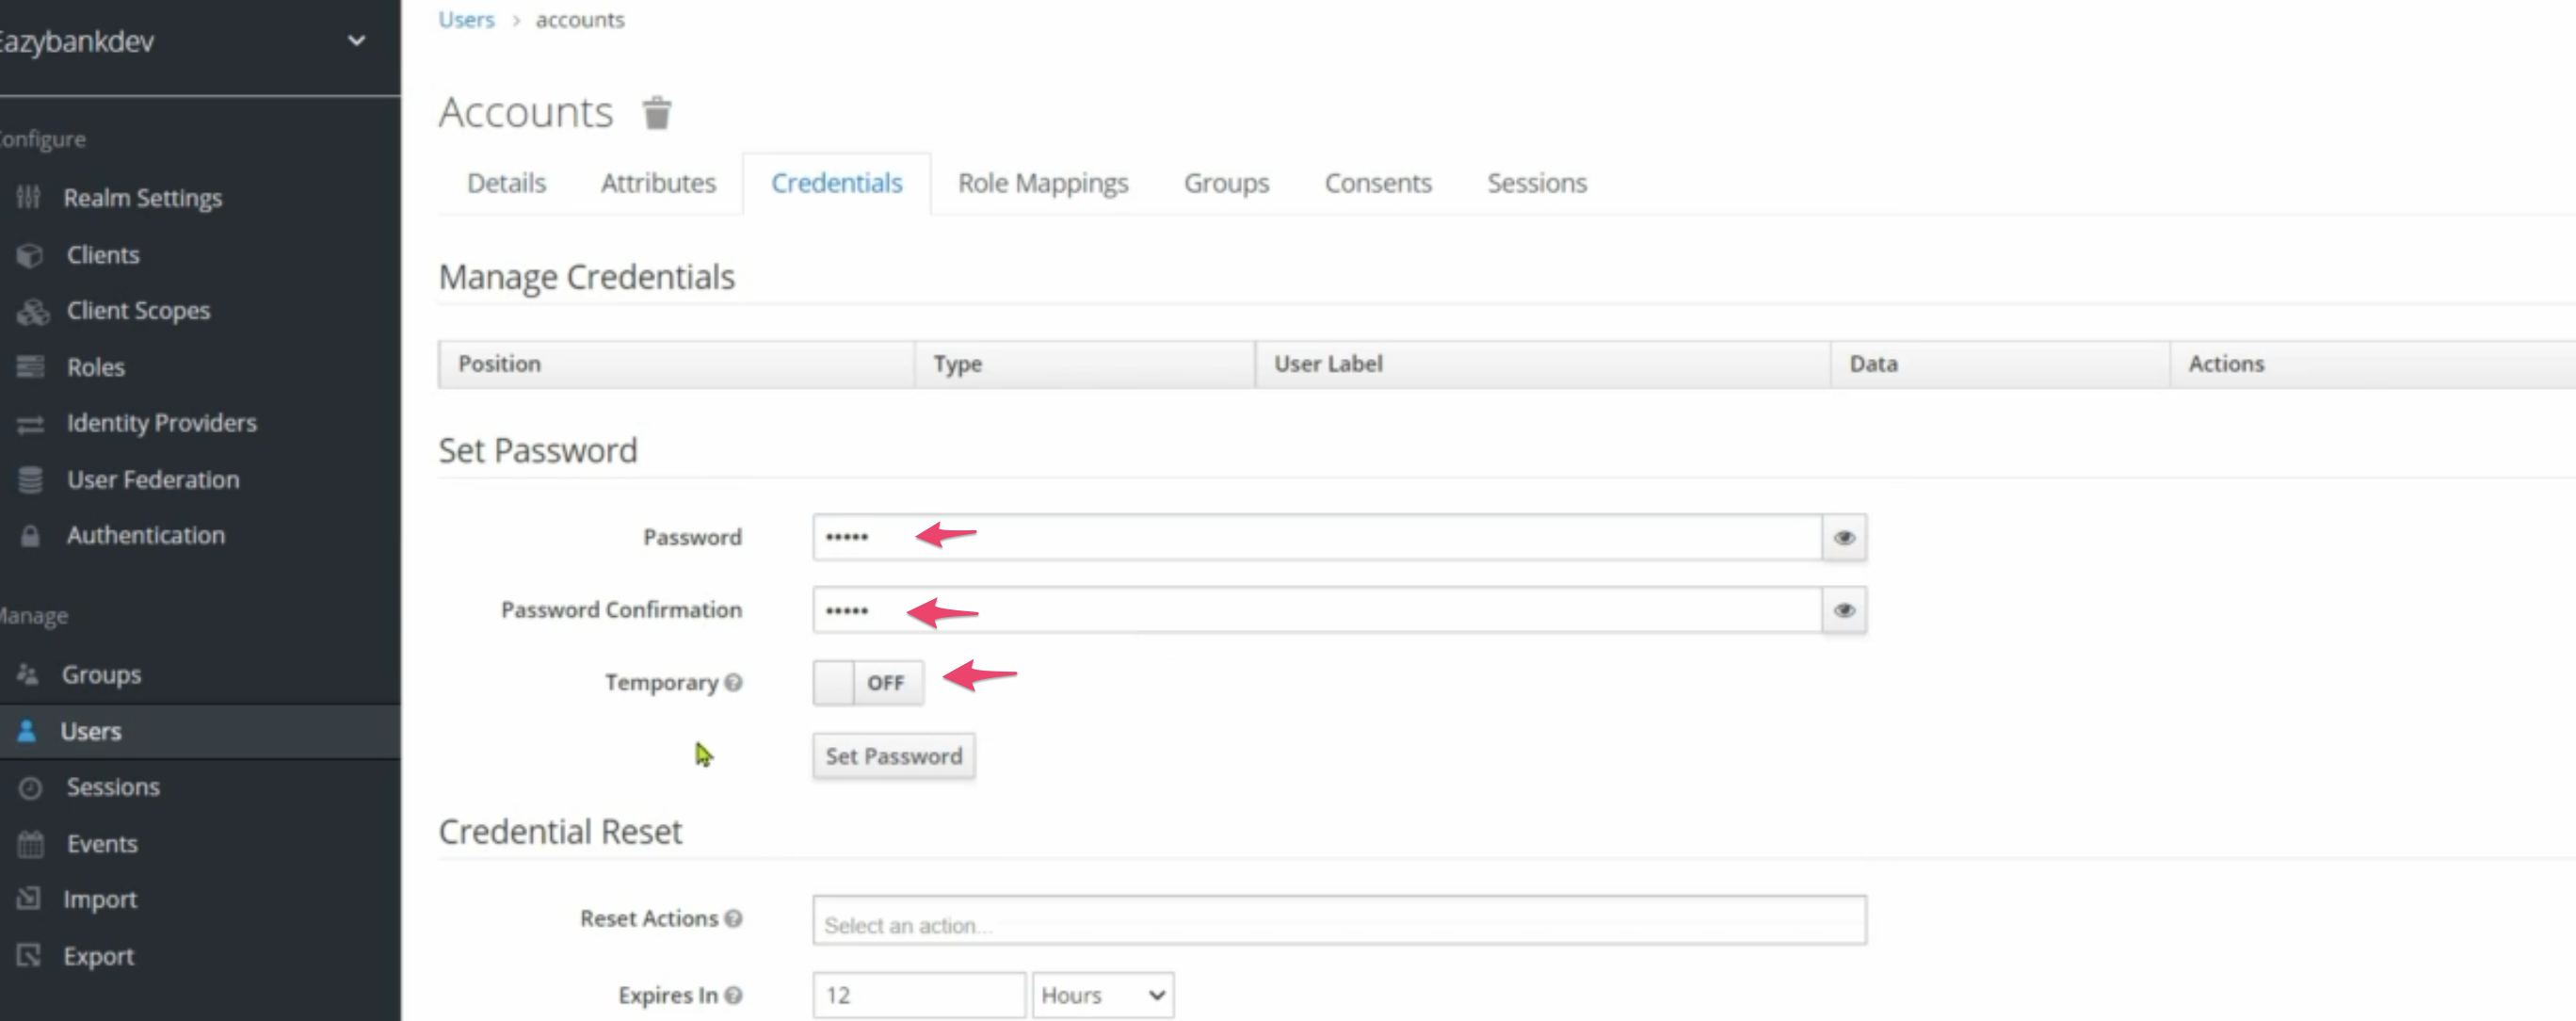 Eazybankdev
Configure
Realm Settings
Clients
Client Scopes
Roles
Identity Providers
User Federation
Authentication
Manage
Groups
Users
Sessions
Events
Import
Export
Users > accounts
Accounts
Details Attributes Credentials Role Mappings Groups Consents Sessions
Manage Credentials
Position Type User Label Data Actions
Set Password
Password •••••
Password Confirmation •••••
Temporary OFF
Set Password
Credential Reset
Reset Actions Select an action...
Expires In 12 Hours